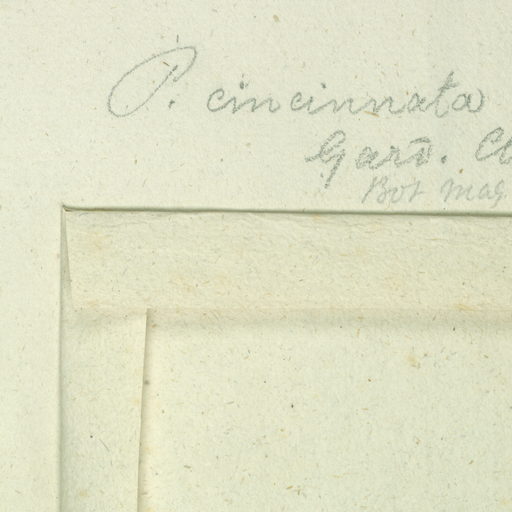 P. cincinnata
Gard. Ch
Bot Mag